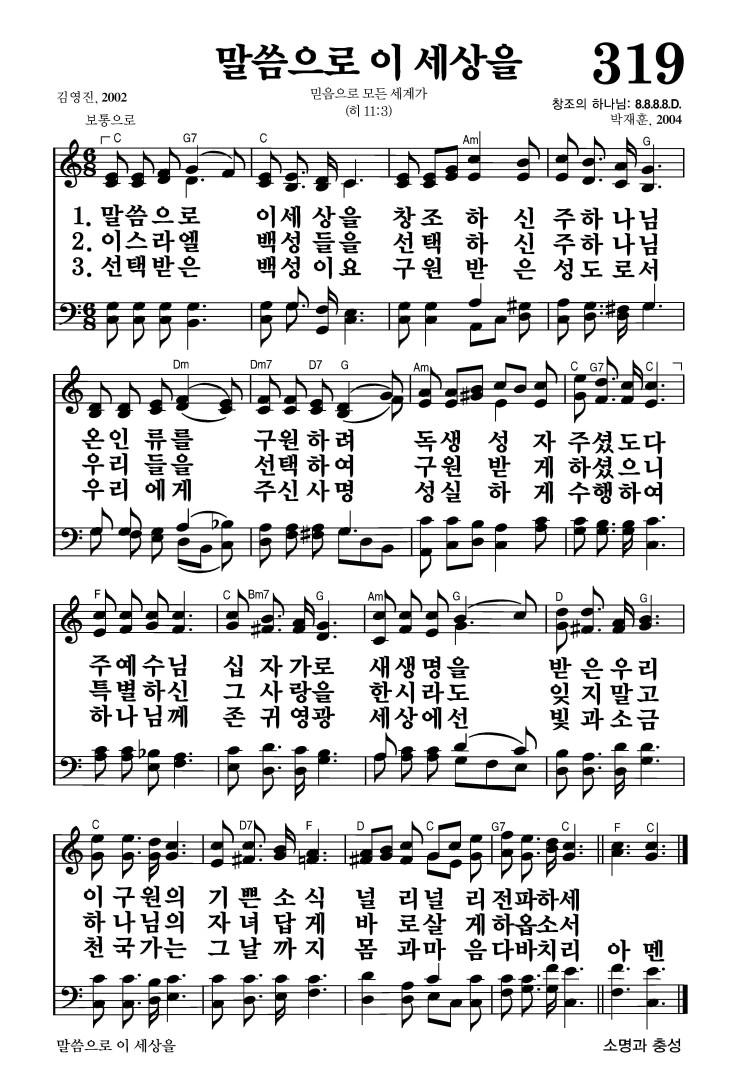 말씀으로 이 세상을 319
김영진, 2002
믿음으로 모든 세계가
(히 11:3)
창조의 하나님: 8.8.8.8.D.
박재훈, 2004
보통으로
C G7 C Am G
1. 말씀으로 이세상을 창조하신 주하나님
2. 이스라엘 백성들을 선택하신 주하나님
3. 선택받은 백성이요 구원받은 성도로서
Dm Dm7 D7 G Am C G7 C
온인류를 구원하려 독생성자 주셨도다
우리들을 선택하여 구원받게 하셨으니
우리에게 주신사명 성실하게 수행하여
F C Bm7 G Am G D G
주예수님 십자가로 새생명을 받은우리
특별하신 그사랑을 한시라도 잊지말고
하나님께 존귀영광 세상에선 빛과소금
C D7 F D C G7 C F C
이구원의 기쁜소식 널리널리 전파하세
하나님의 자녀답게 바로살게 하옵소서
천국가는 그날까지 몸과마음 다바치리 아멘
말씀으로 이 세상을
소명과 충성